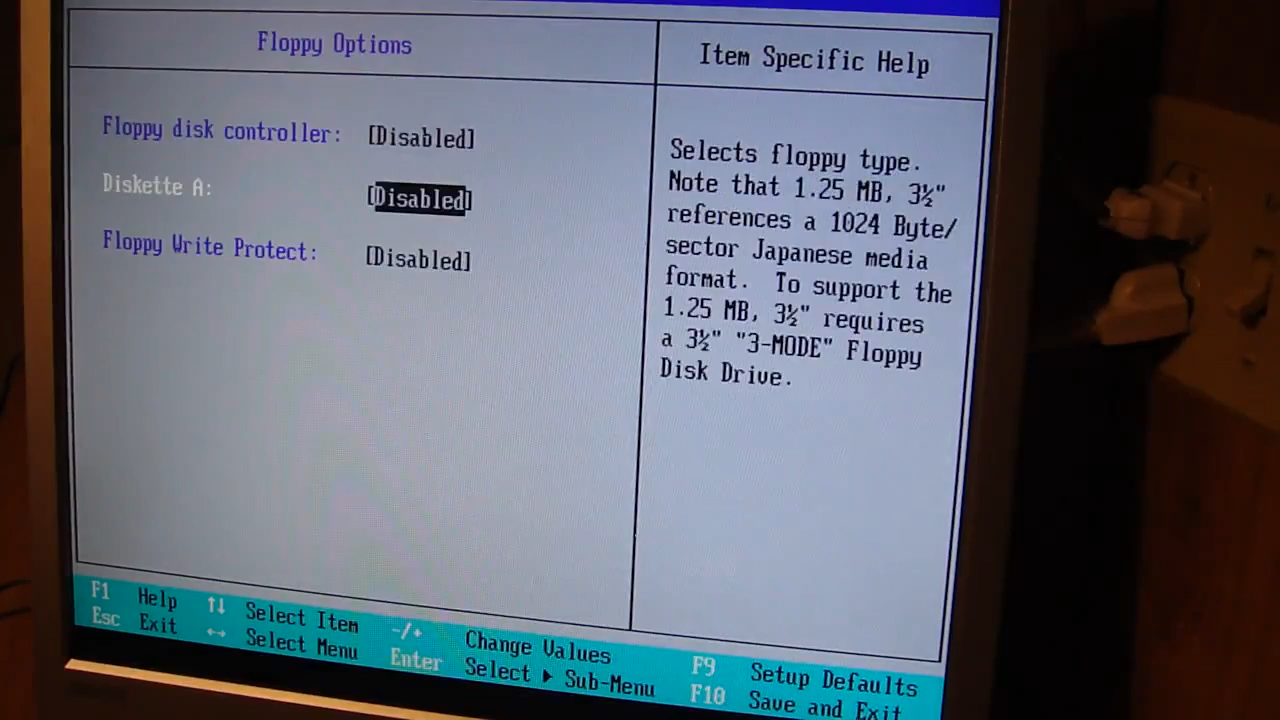 Floppy Options
Item Specific Help
Floppy disk controller: [Disabled]
Diskette A: [Disabled]
Floppy Write Protect: [Disabled]
Selects floppy type.
Note that 1.25 MB, 3½"
references a 1024 Byte/
sector Japanese media
format. To support the
1.25 MB, 3½" requires
a 3½" "3-MODE" Floppy
Disk Drive.
F1 Help ↑↓ Select Item -/+ Change Values F9 Setup Defaults
Esc Exit ↔ Select Menu Enter Select ▶ Sub-Menu F10 Save and Exit